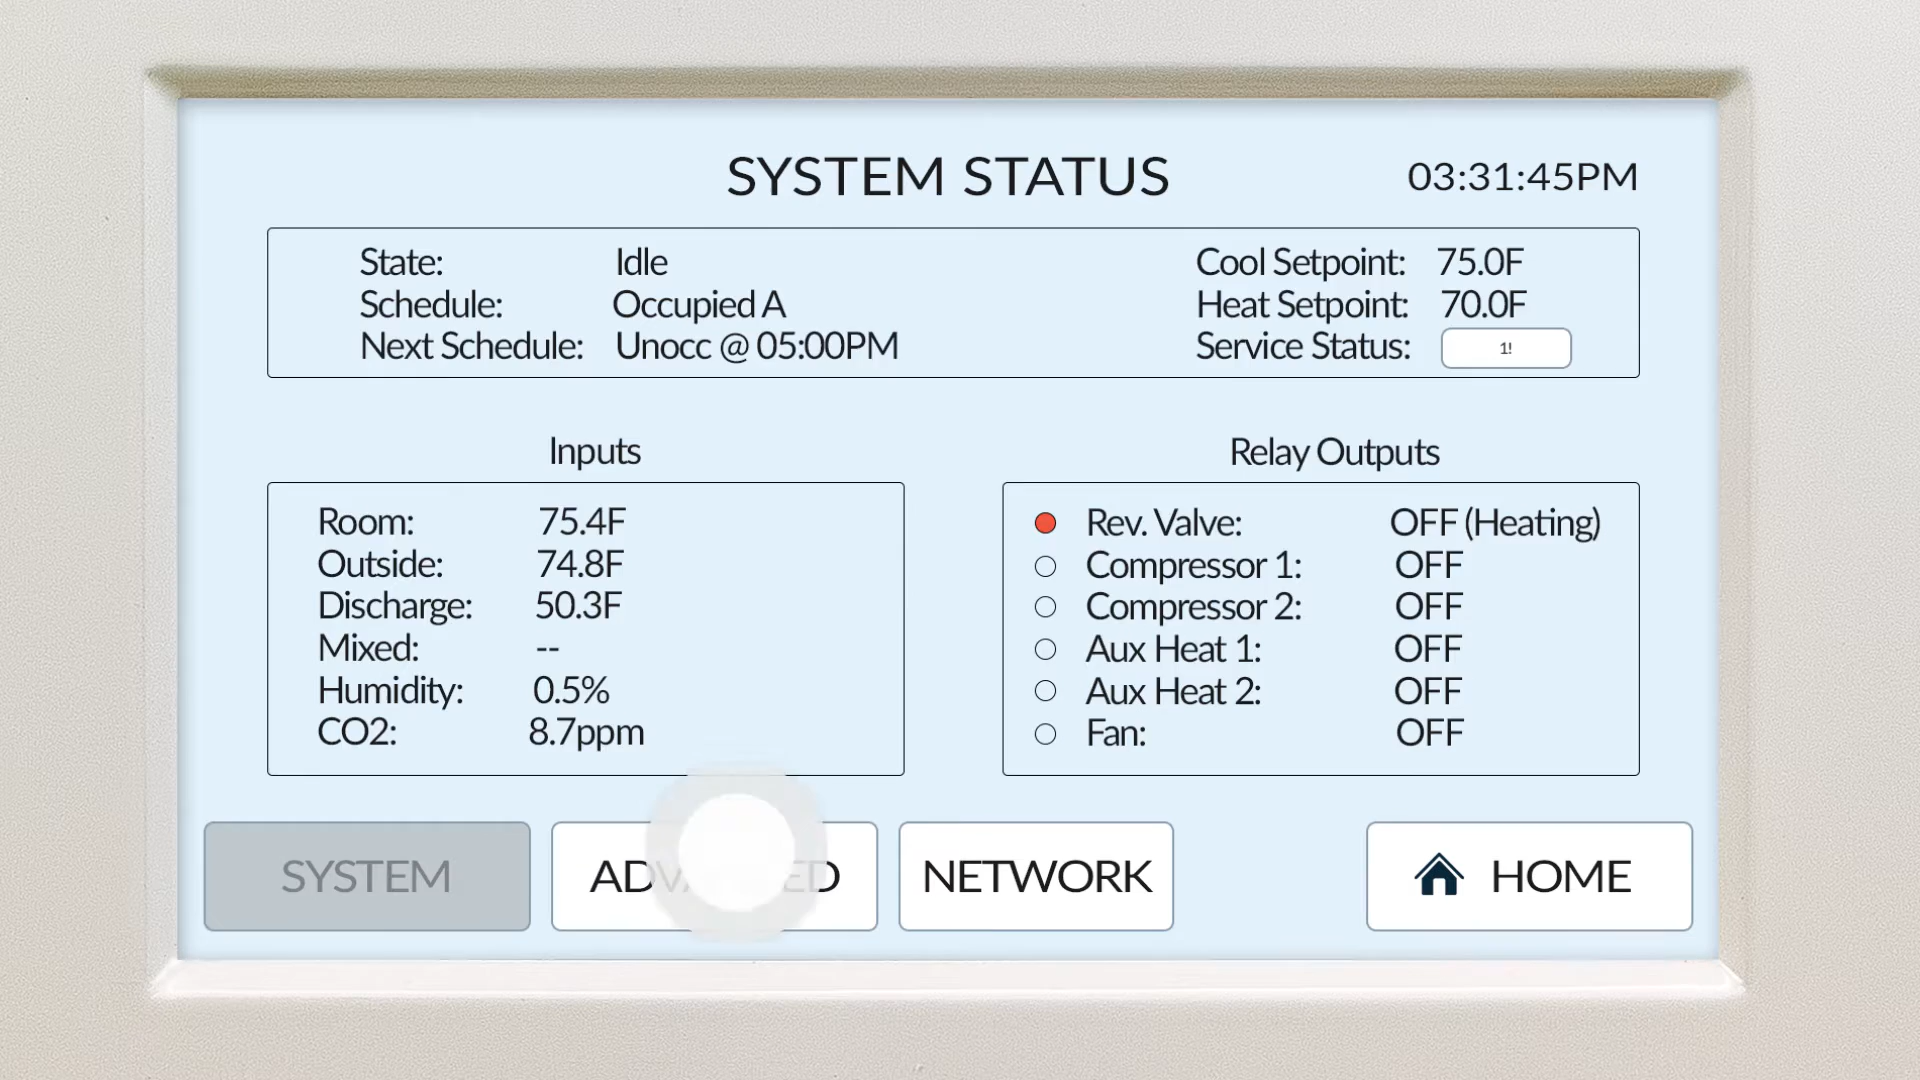 SYSTEM STATUS 03:31:45PM
State: Idle
Schedule: Occupied A
Next Schedule: Unocc @ 05:00PM
Cool Setpoint: 75.0F
Heat Setpoint: 70.0F
Service Status: 1!
Inputs
Room: 75.4F
Outside: 74.8F
Discharge: 50.3F
Mixed: --
Humidity: 0.5%
CO2: 8.7ppm
Relay Outputs
Rev. Valve: OFF (Heating)
Compressor 1: OFF
Compressor 2: OFF
Aux Heat 1: OFF
Aux Heat 2: OFF
Fan: OFF
SYSTEM
NETWORK
HOME